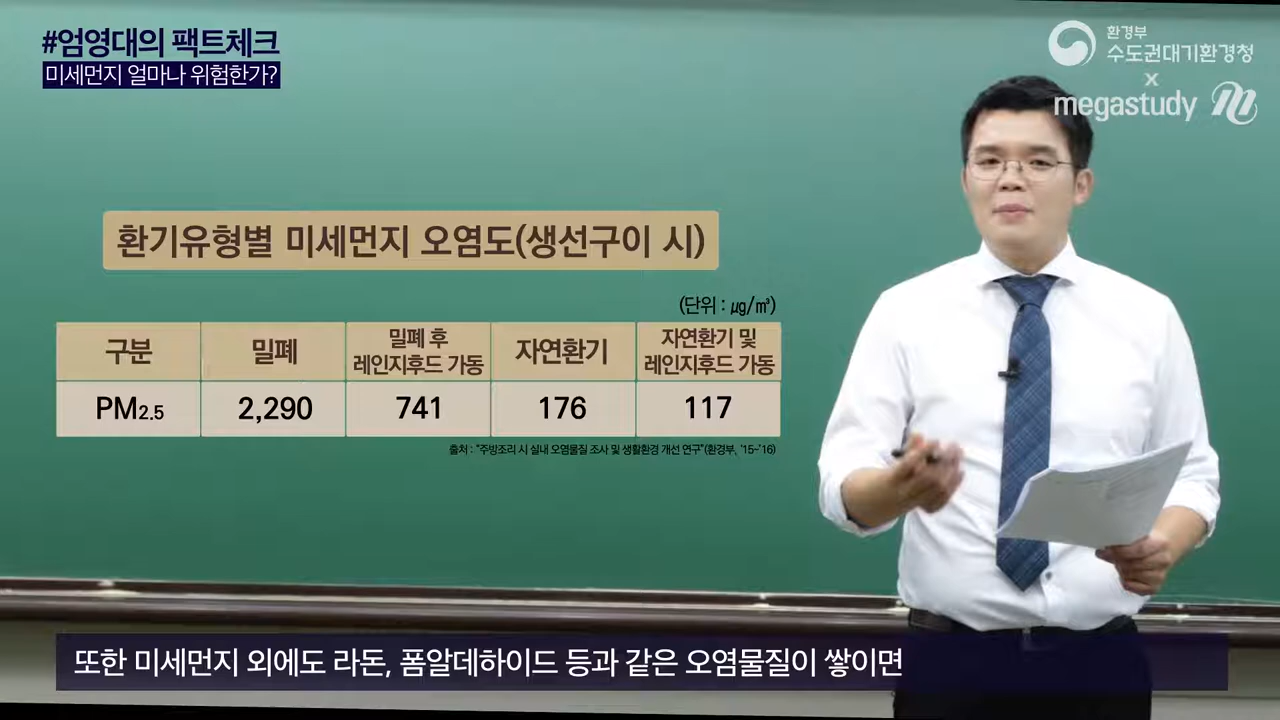 #엄영대의 팩트체크
미세먼지 얼마나 위험한가?
환경부
수도권대기환경청
x
megastudy
환기유형별 미세먼지 오염도(생선구이 시)
(단위 : ㎍/㎥)
구분 밀폐 밀폐 후 레인지후드 가동 자연환기 자연환기 및 레인지후드 가동
PM2.5 2,290 741 176 117
출처 : "주방조리 시 실내 오염물질 조사 및 생활환경 개선 연구"(환경부, '15~'16)
또한 미세먼지 외에도 라돈, 폼알데하이드 등과 같은 오염물질이 쌓이면